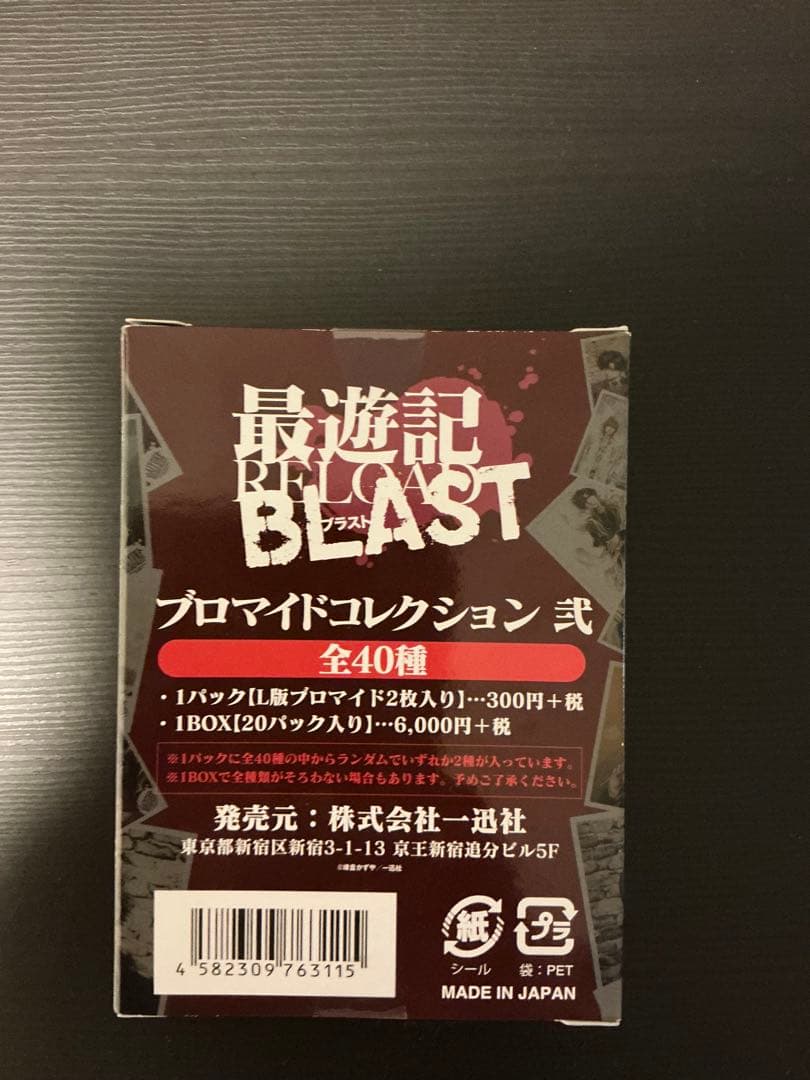 最遊記
RELOAD
BLAST
ブラスト
ブロマイドコレクション 弐
全40種
・1パック【L版ブロマイド2枚入り】…300円＋税
・1BOX【20パック入り】…6,000円＋税
※1パックに全40種の中からランダムでいずれか2種が入っています。
※1BOXで全種類がそろわない場合もあります。予めご了承ください。
発売元：株式会社一迅社
東京都新宿区新宿3-1-13 京王新宿追分ビル5F
©峰倉かずや／一迅社
4 582309 763115
紙
プラ
シール
袋：PET
MADE IN JAPAN